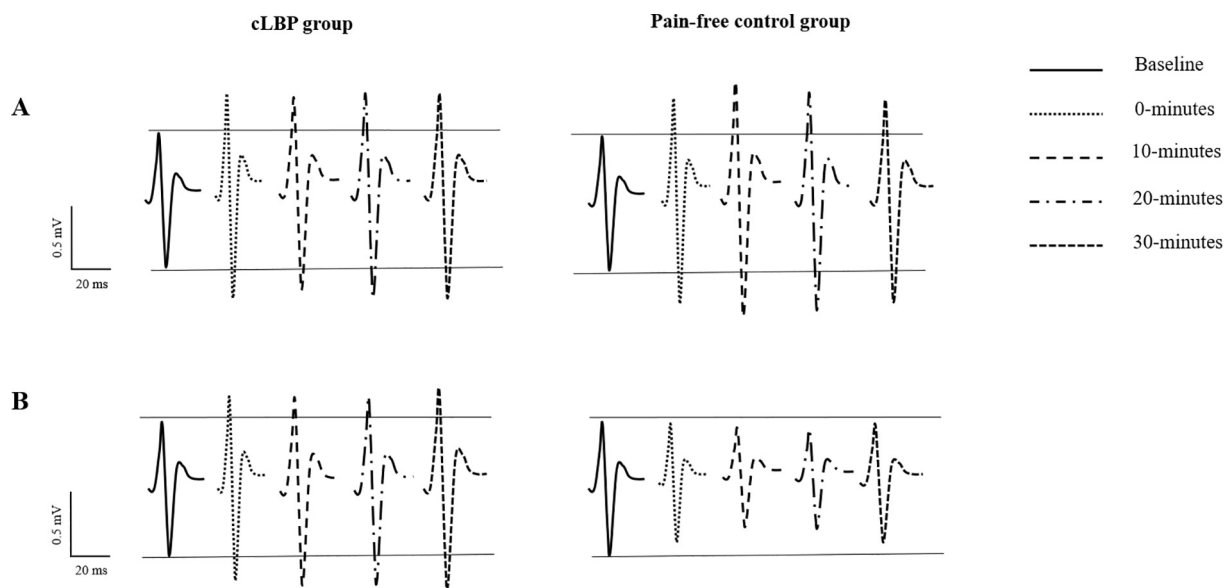 cLBP group
Pain-free control group
Baseline
0-minutes
10-minutes
20-minutes
30-minutes
A
0.5 mV
20 ms
B
0.5 mV
20 ms